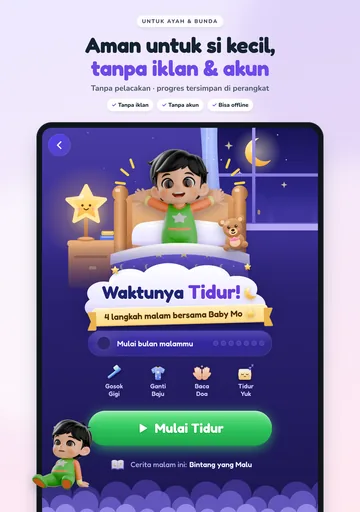 UNTUK AYAH & BUNDA
Aman untuk si kecil,
tanpa iklan & akun
Tanpa pelacakan · progres tersimpan di perangkat
✓ Tanpa iklan ✓ Tanpa akun ✓ Bisa offline
Waktunya Tidur!
4 langkah malam bersama Baby Mo
Mulai bulan malammu
Gosok Gigi
Ganti Baju
Baca Doa
Tidur Yuk
Mulai Tidur
Cerita malam ini: Bintang yang Malu